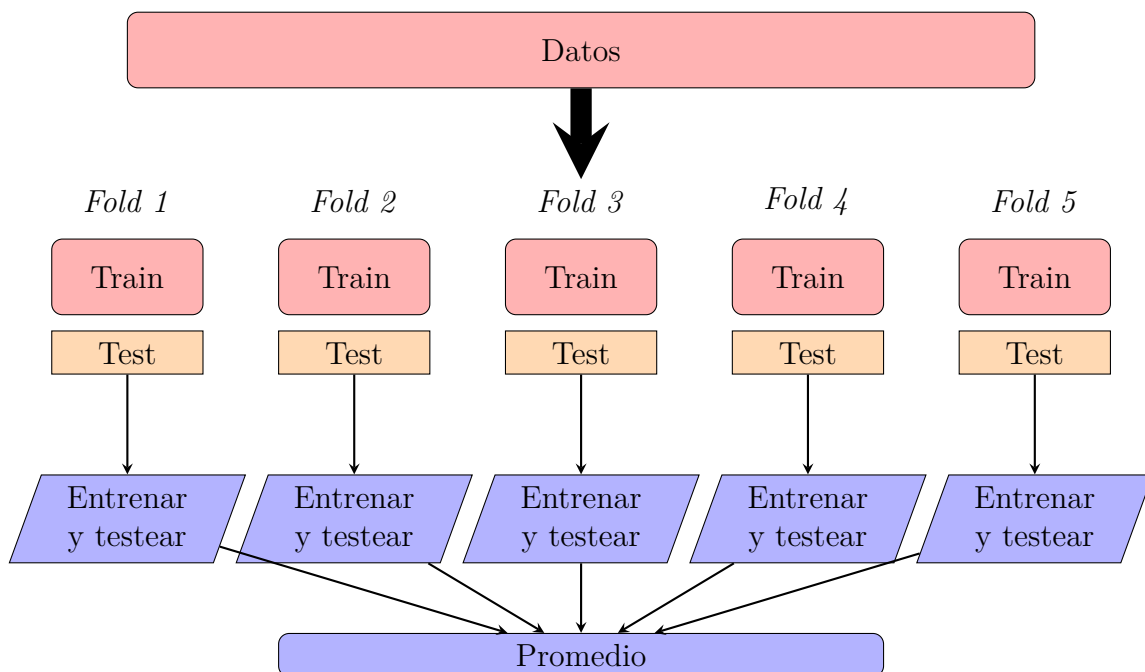 Datos
Fold 1 Fold 2 Fold 3 Fold 4 Fold 5
Train Train Train Train Train
Test Test Test Test Test
Entrenar Entrenar Entrenar Entrenar Entrenar
y testear y testear y testear y testear y testear
Promedio